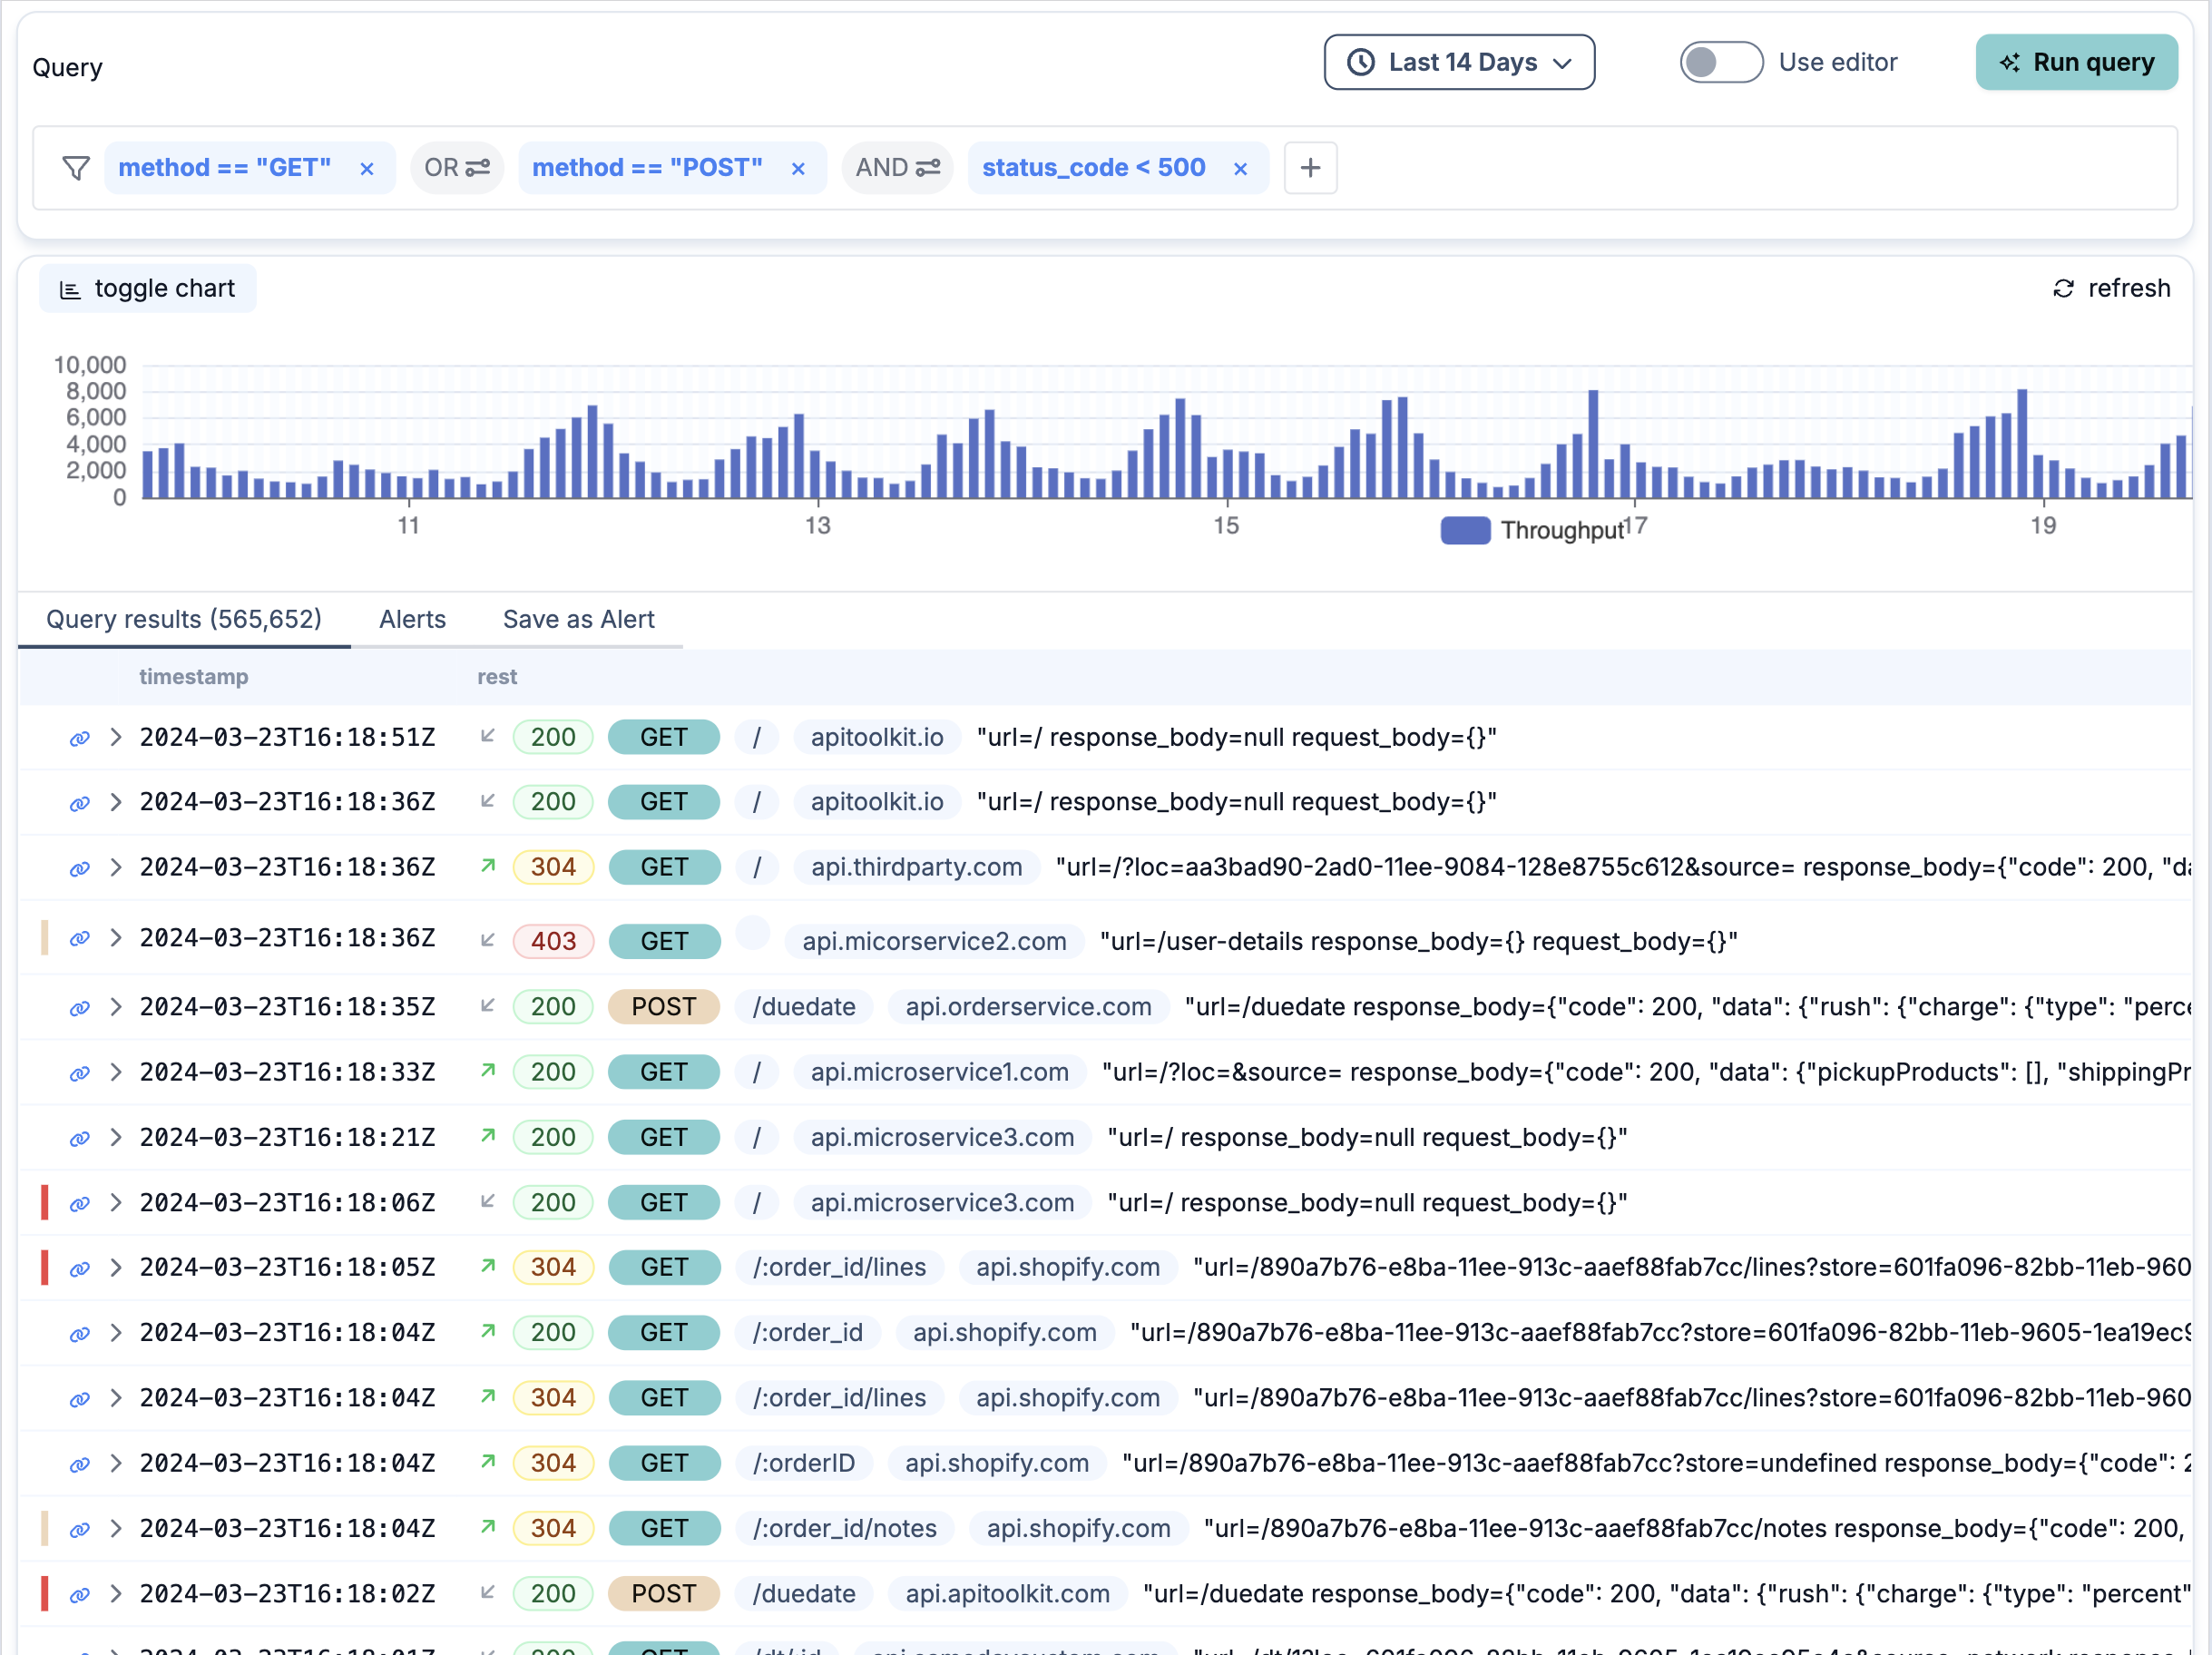 Query
Last 14 Days
Use editor
Run query
method == "GET" × OR method == "POST" × AND status_code < 500 × +
toggle chart
refresh
10,000
8,000
6,000
4,000
2,000
0
11 13 15 17 19
Throughput
Query results (565,652) Alerts Save as Alert
timestamp rest
2024-03-23T16:18:51Z 200 GET / apitoolkit.io "url=/ response_body=null request_body={}"
2024-03-23T16:18:36Z 200 GET / apitoolkit.io "url=/ response_body=null request_body={}"
2024-03-23T16:18:36Z 304 GET / api.thirdparty.com "url=/?loc=aa3bad90-2ad0-11ee-9084-128e8755c612&source= response_body={"code": 200, "da
2024-03-23T16:18:36Z 403 GET api.micorservice2.com "url=/user-details response_body={} request_body={}"
2024-03-23T16:18:35Z 200 POST /duedate api.orderservice.com "url=/duedate response_body={"code": 200, "data": {"rush": {"charge": {"type": "perce
2024-03-23T16:18:33Z 200 GET / api.microservice1.com "url=/?loc=&source= response_body={"code": 200, "data": {"pickupProducts": [], "shippingPr
2024-03-23T16:18:21Z 200 GET / api.microservice3.com "url=/ response_body=null request_body={}"
2024-03-23T16:18:06Z 200 GET / api.microservice3.com "url=/ response_body=null request_body={}"
2024-03-23T16:18:05Z 304 GET /:order_id/lines api.shopify.com "url=/890a7b76-e8ba-11ee-913c-aaef88fab7cc/lines?store=601fa096-82bb-11eb-960
2024-03-23T16:18:04Z 200 GET /:order_id api.shopify.com "url=/890a7b76-e8ba-11ee-913c-aaef88fab7cc?store=601fa096-82bb-11eb-9605-1ea19ec9
2024-03-23T16:18:04Z 304 GET /:order_id/lines api.shopify.com "url=/890a7b76-e8ba-11ee-913c-aaef88fab7cc/lines?store=601fa096-82bb-11eb-960
2024-03-23T16:18:04Z 304 GET /:orderID api.shopify.com "url=/890a7b76-e8ba-11ee-913c-aaef88fab7cc?store=undefined response_body={"code": 2
2024-03-23T16:18:04Z 304 GET /:order_id/notes api.shopify.com "url=/890a7b76-e8ba-11ee-913c-aaef88fab7cc/notes response_body={"code": 200,
2024-03-23T16:18:02Z 200 POST /duedate api.apitoolkit.com "url=/duedate response_body={"code": 200, "data": {"rush": {"charge": {"type": "percent"